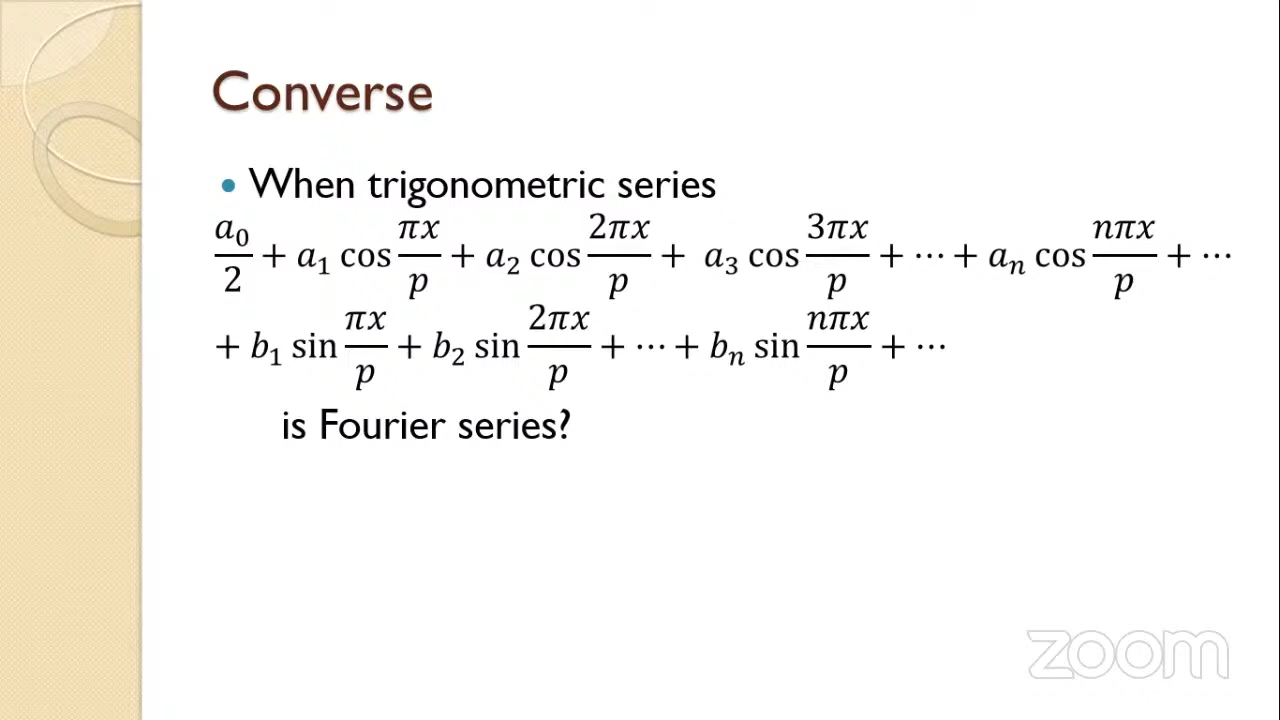 Converse
• When trigonometric series
a₀/2 + a₁ cos πx/p + a₂ cos 2πx/p + a₃ cos 3πx/p + ⋯ + aₙ cos nπx/p + ⋯
+ b₁ sin πx/p + b₂ sin 2πx/p + ⋯ + bₙ sin nπx/p + ⋯
is Fourier series?
zoom